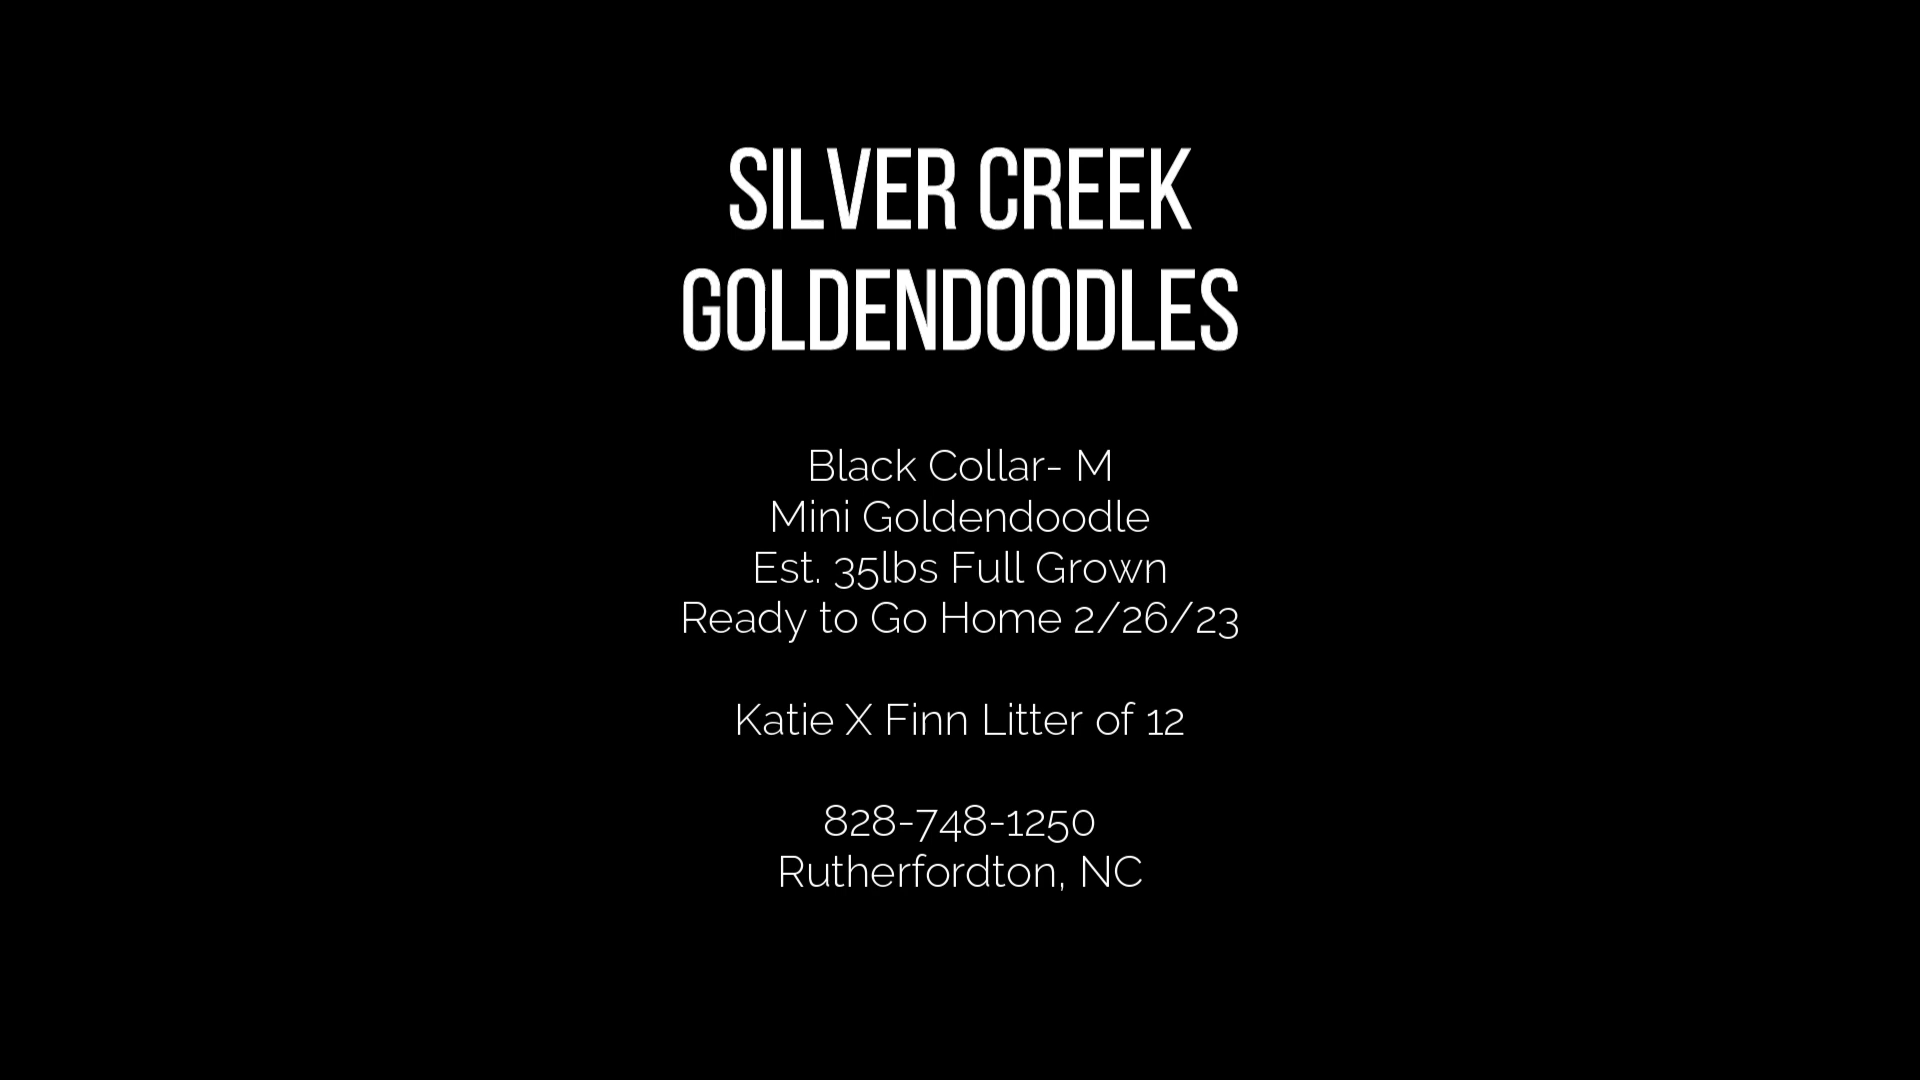 SILVER CREEK
GOLDENDOODLES
Black Collar- M
Mini Goldendoodle
Est. 35lbs Full Grown
Ready to Go Home 2/26/23
Katie X Finn Litter of 12
828-748-1250
Rutherfordton, NC